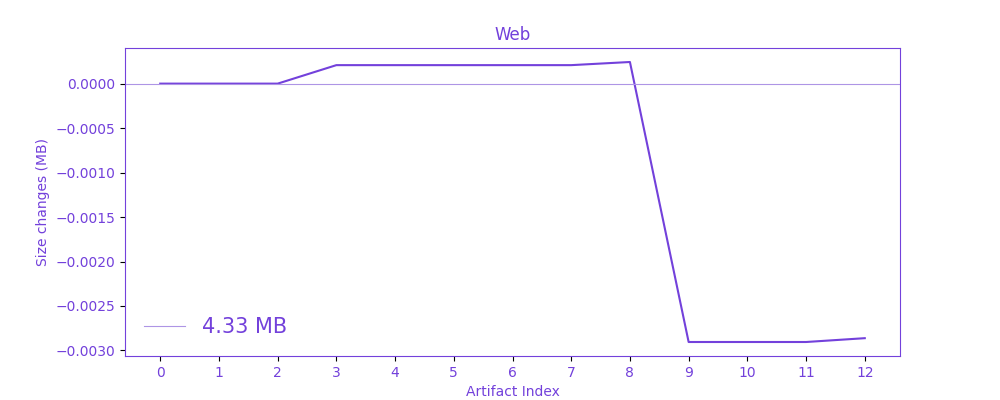 Web
Size changes (MB)
0.0000
−0.0005
−0.0010
−0.0015
−0.0020
−0.0025
−0.0030
4.33 MB
0 1 2 3 4 5 6 7 8 9 10 11 12
Artifact Index